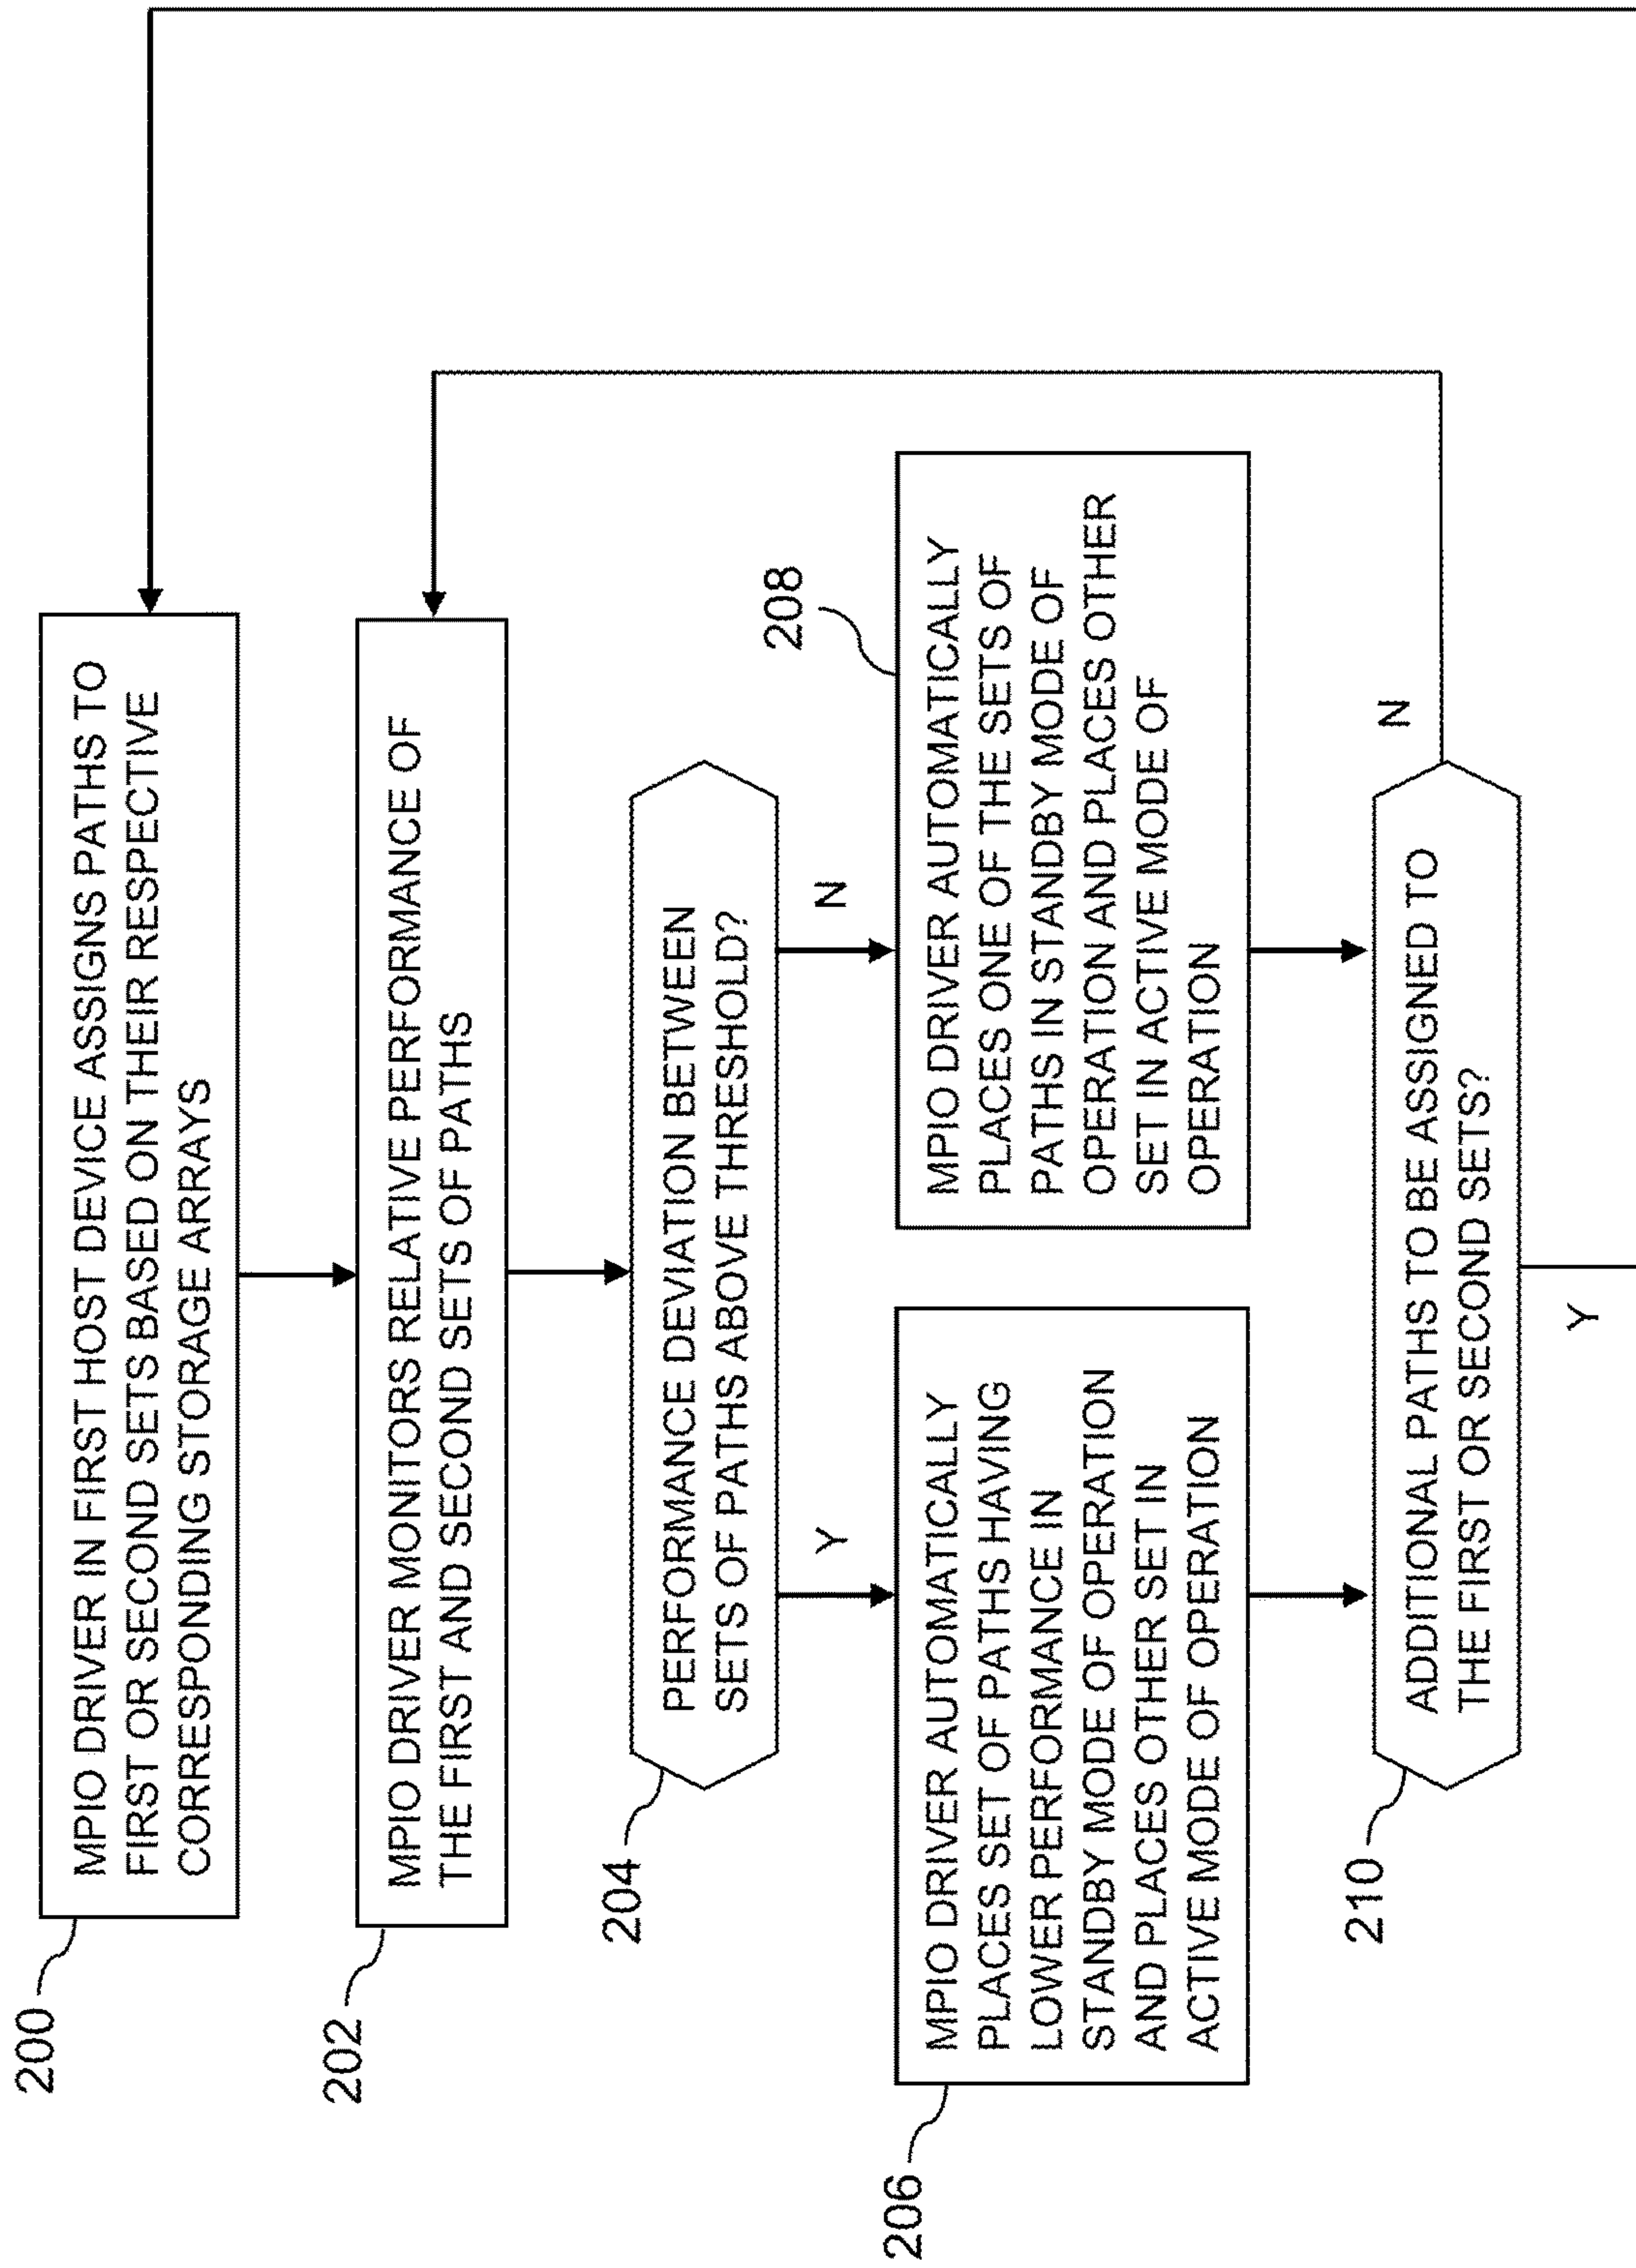 200
MPIO DRIVER IN FIRST HOST DEVICE ASSIGNS PATHS TO
FIRST OR SECOND SETS BASED ON THEIR RESPECTIVE
CORRESPONDING STORAGE ARRAYS
202
MPIO DRIVER MONITORS RELATIVE PERFORMANCE OF
THE FIRST AND SECOND SETS OF PATHS
204
PERFORMANCE DEVIATION BETWEEN
SETS OF PATHS ABOVE THRESHOLD?
Y
N
206
MPIO DRIVER AUTOMATICALLY
PLACES SET OF PATHS HAVING
LOWER PERFORMANCE IN
STANDBY MODE OF OPERATION
AND PLACES OTHER SET IN
ACTIVE MODE OF OPERATION
208
MPIO DRIVER AUTOMATICALLY
PLACES ONE OF THE SETS OF
PATHS IN STANDBY MODE OF
OPERATION AND PLACES OTHER
SET IN ACTIVE MODE OF
OPERATION
210
ADDITIONAL PATHS TO BE ASSIGNED TO
THE FIRST OR SECOND SETS?
N
Y